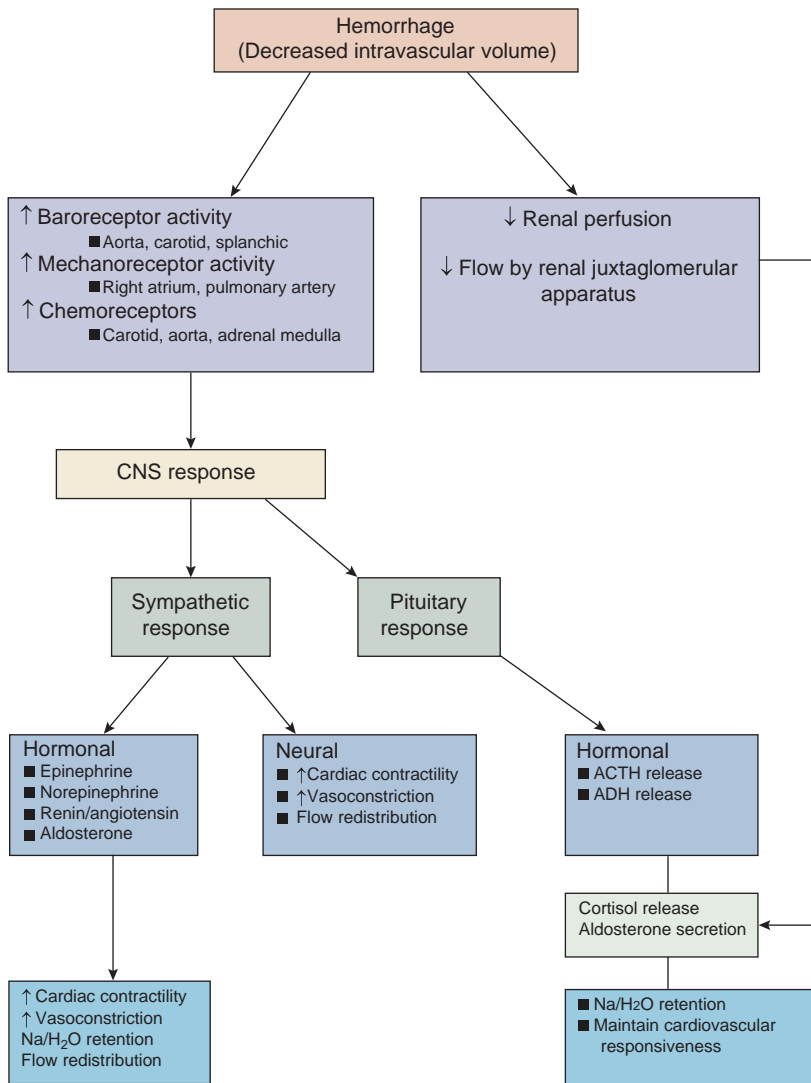 Hemorrhage
(Decreased intravascular volume)
↑ Baroreceptor activity
■ Aorta, carotid, splanchic
↑ Mechanoreceptor activity
■ Right atrium, pulmonary artery
↑ Chemoreceptors
■ Carotid, aorta, adrenal medulla
↓ Renal perfusion
↓ Flow by renal juxtaglomerular
apparatus
CNS response
Sympathetic
response
Pituitary
response
Hormonal
■ Epinephrine
■ Norepinephrine
■ Renin/angiotensin
■ Aldosterone
Neural
■ ↑Cardiac contractility
■ ↑Vasoconstriction
■ Flow redistribution
Hormonal
■ ACTH release
■ ADH release
Cortisol release
Aldosterone secretion
↑ Cardiac contractility
↑ Vasoconstriction
Na/H₂O retention
Flow redistribution
■ Na/H2O retention
■ Maintain cardiovascular
responsiveness